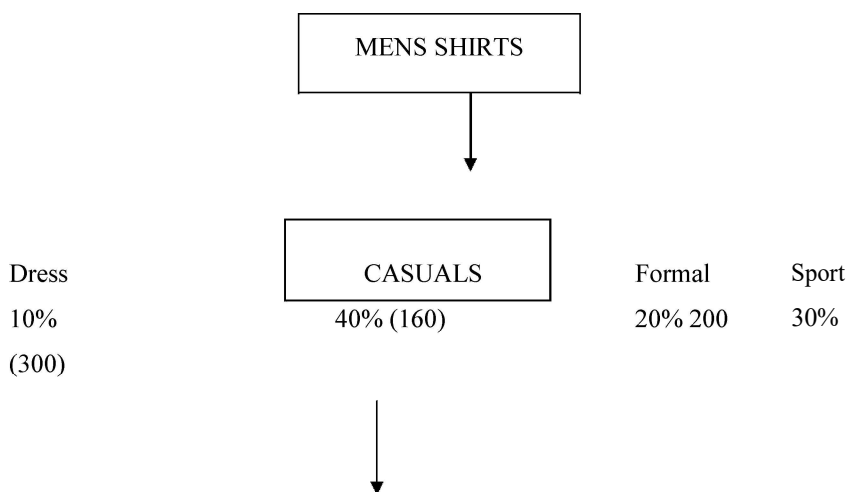 MENS SHIRTS
Dress CASUALS Formal Sport
10% 40% (160) 20% 200 30%
(300)